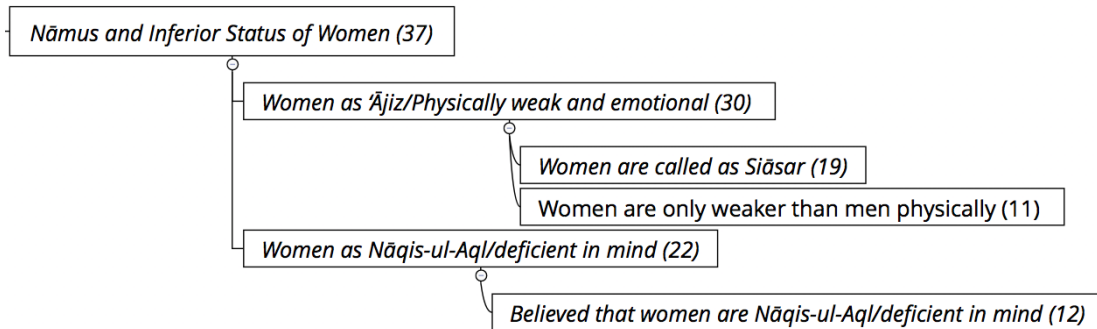 Nāmus and Inferior Status of Women (37)
Women as ‘Ājiz/Physically weak and emotional (30)
Women are called as Siāsar (19)
Women are only weaker than men physically (11)
Women as Nāqis-ul-Aql/deficient in mind (22)
Believed that women are Nāqis-ul-Aql/deficient in mind (12)